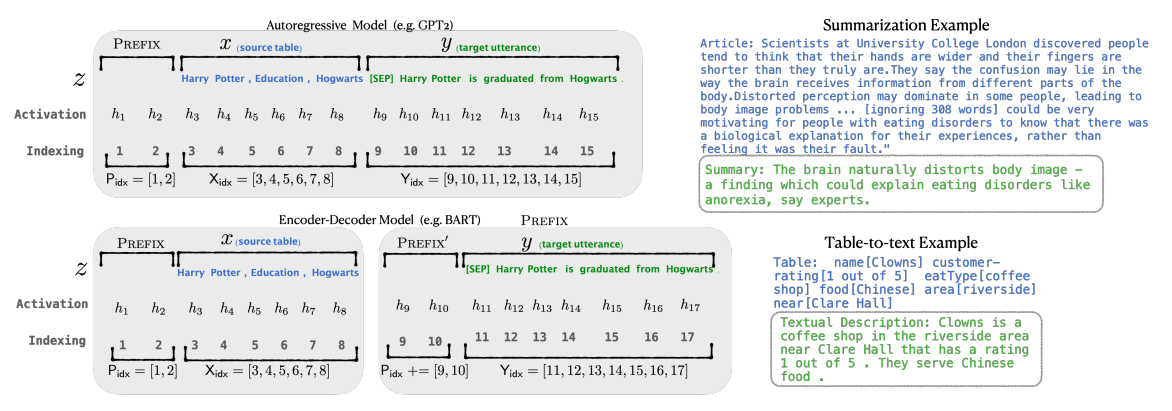 Autoregressive Model (e.g. GPT2)
PREFIX x (source table) y (target utterance)
z Harry Potter , Education , Hogwarts [SEP] Harry Potter is graduated from Hogwarts .
Activation h1 h2 h3 h4 h5 h6 h7 h8 h9 h10 h11 h12 h13 h14 h15
Indexing 1 2 3 4 5 6 7 8 9 10 11 12 13 14 15
Pidx = [1, 2] Xidx = [3, 4, 5, 6, 7, 8] Yidx = [9, 10, 11, 12, 13, 14, 15]
Encoder-Decoder Model (e.g. BART) PREFIX
PREFIX x (source table) PREFIX′ y (target utterance)
z Harry Potter , Education , Hogwarts [SEP] Harry Potter is graduated from Hogwarts .
Activation h1 h2 h3 h4 h5 h6 h7 h8 h9 h10 h11 h12 h13 h14 h15 h16 h17
Indexing 1 2 3 4 5 6 7 8 9 10 11 12 13 14 15 16 17
Pidx = [1, 2] Xidx = [3, 4, 5, 6, 7, 8] Pidx += [9, 10] Yidx = [11, 12, 13, 14, 15, 16, 17]
Summarization Example
Article: Scientists at University College London discovered people
tend to think that their hands are wider and their fingers are
shorter than they truly are.They say the confusion may lie in the
way the brain receives information from different parts of the
body.Distorted perception may dominate in some people, leading to
body image problems ... [ignoring 308 words] could be very
motivating for people with eating disorders to know that there was
a biological explanation for their experiences, rather than
feeling it was their fault."
Summary: The brain naturally distorts body image –
a finding which could explain eating disorders like
anorexia, say experts.
Table-to-text Example
Table: name[Clowns] customer-
rating[1 out of 5] eatType[coffee
shop] food[Chinese] area[riverside]
near[Clare Hall]
Textual Description: Clowns is a
coffee shop in the riverside area
near Clare Hall that has a rating
1 out of 5 . They serve Chinese
food .